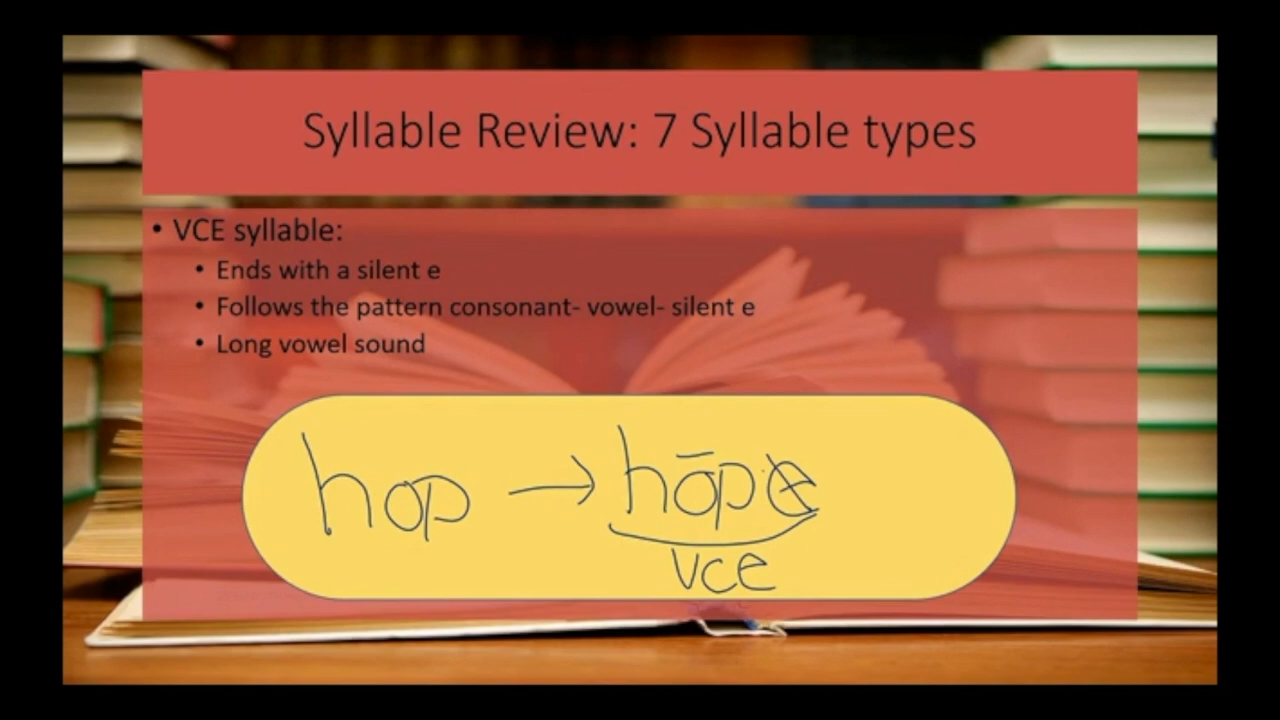 Syllable Review: 7 Syllable types
• VCE syllable:
• Ends with a silent e
• Follows the pattern consonant- vowel- silent e
• Long vowel sound
hop → hōpe
vce